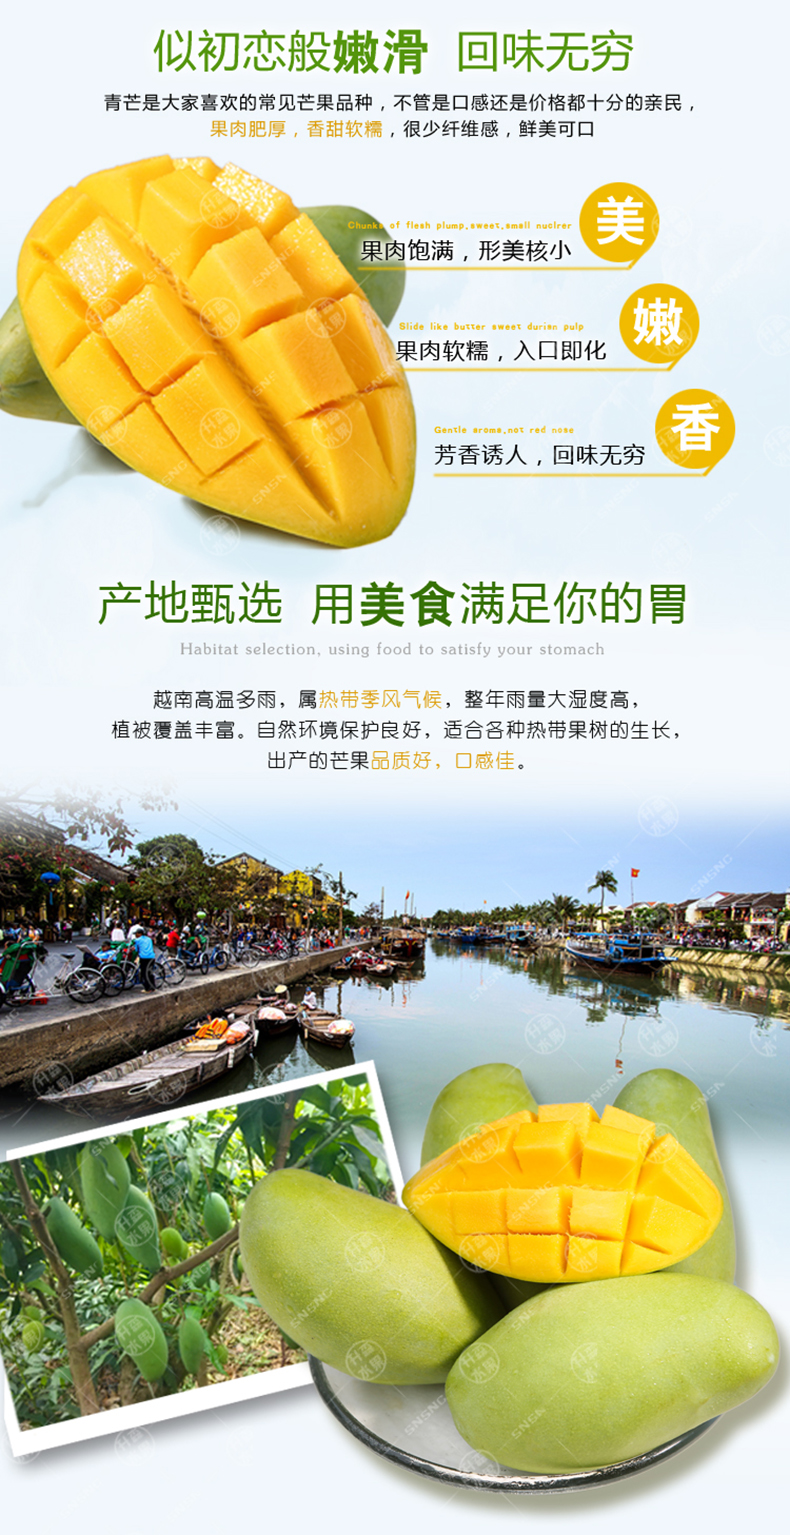 似初恋般嫩滑 回味无穷
青芒是大家喜欢的常见芒果品种，不管是口感还是价格都十分的亲民，
果肉肥厚，香甜软糯，很少纤维感，鲜美可口
美
Chunks of flesh plump,sweet,small nuclrer
果肉饱满，形美核小
嫩
Slide like butter sweet durian pulp
果肉软糯，入口即化
香
Gentle aroma,not red nose
芳香诱人，回味无穷
产地甄选 用美食满足你的胃
Habitat selection, using food to satisfy your stomach
越南高温多雨，属热带季风气候，整年雨量大湿度高，
植被覆盖丰富。自然环境保护良好，适合各种热带果树的生长，
出产的芒果品质好，口感佳。